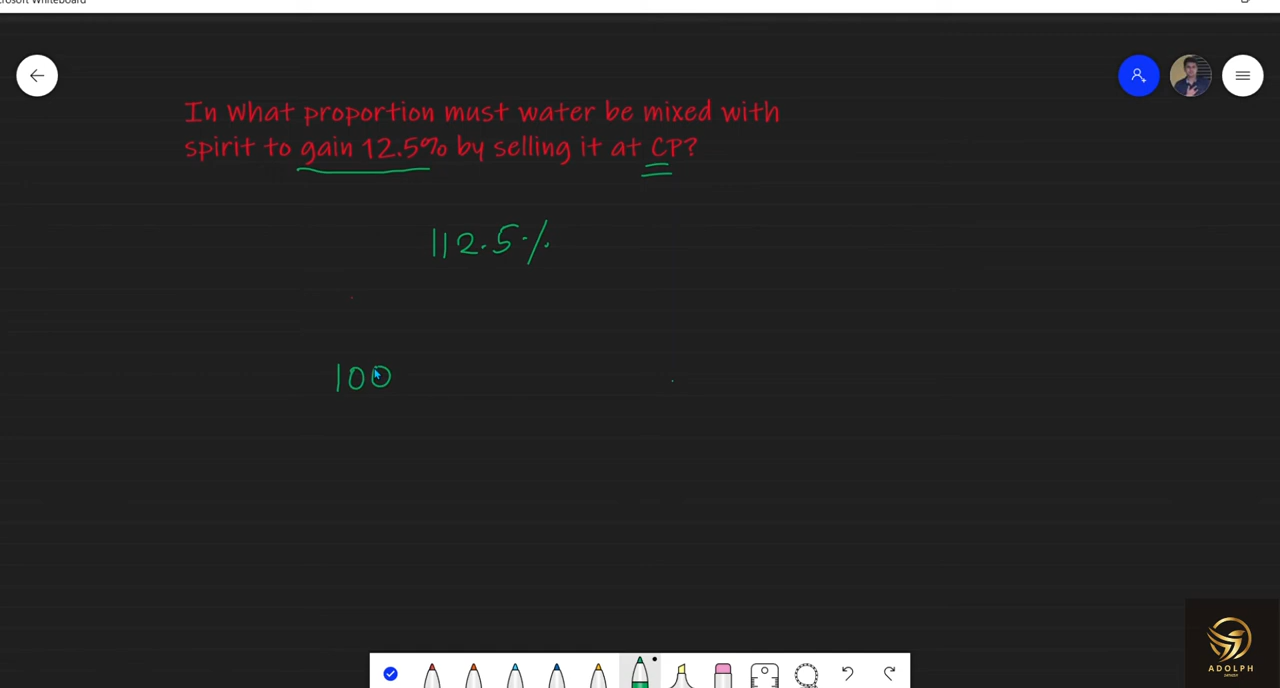 In What proportion must water be mixed with
spirit to gain 12.5% by selling it at CP?
112.5%
100
ADOLPH